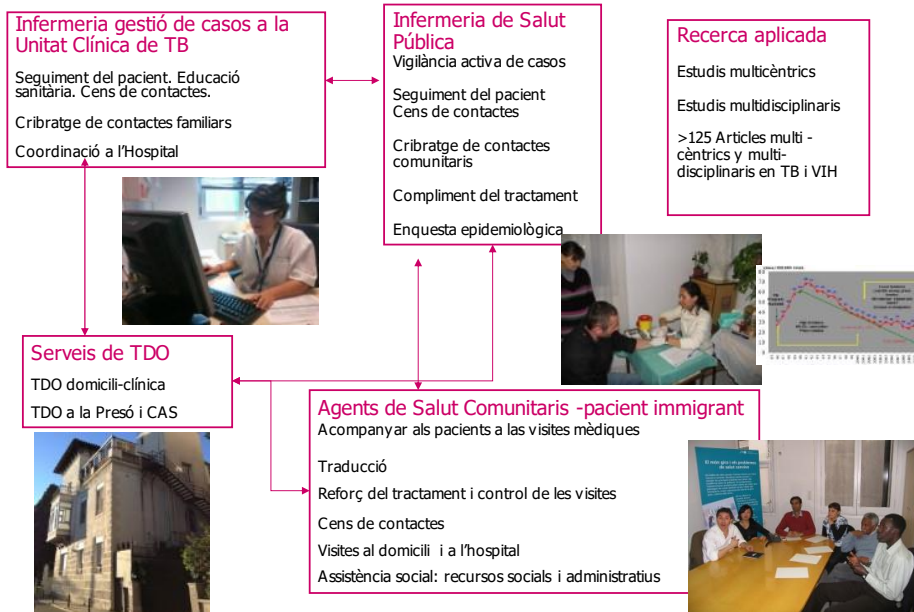 Infermeria gestió de casos a la
Unitat Clínica de TB
Seguiment del pacient. Educació
sanitària. Cens de contactes.
Cribratge de contactes familiars
Coordinació a l'Hospital
Infermeria de Salut
Pública
Vigilància activa de casos
Seguiment del pacient
Cens de contactes
Cribratge de contactes
comunitaris
Compliment del tractament
Enquesta epidemiològica
Recerca aplicada
Estudis multicèntrics
Estudis multidisciplinaris
>125 Articles multi -
cèntrics y multi-
disciplinaris en TB i VIH
Serveis de TDO
TDO domicili-clínica
TDO a la Presó i CAS
Agents de Salut Comunitaris -pacient immigrant
Acompanyar als pacients a las visites mèdiques
Traducció
Reforç del tractament i control de les visites
Cens de contactes
Visites al domicili i a l'hospital
Assistència social: recursos socials i administratius